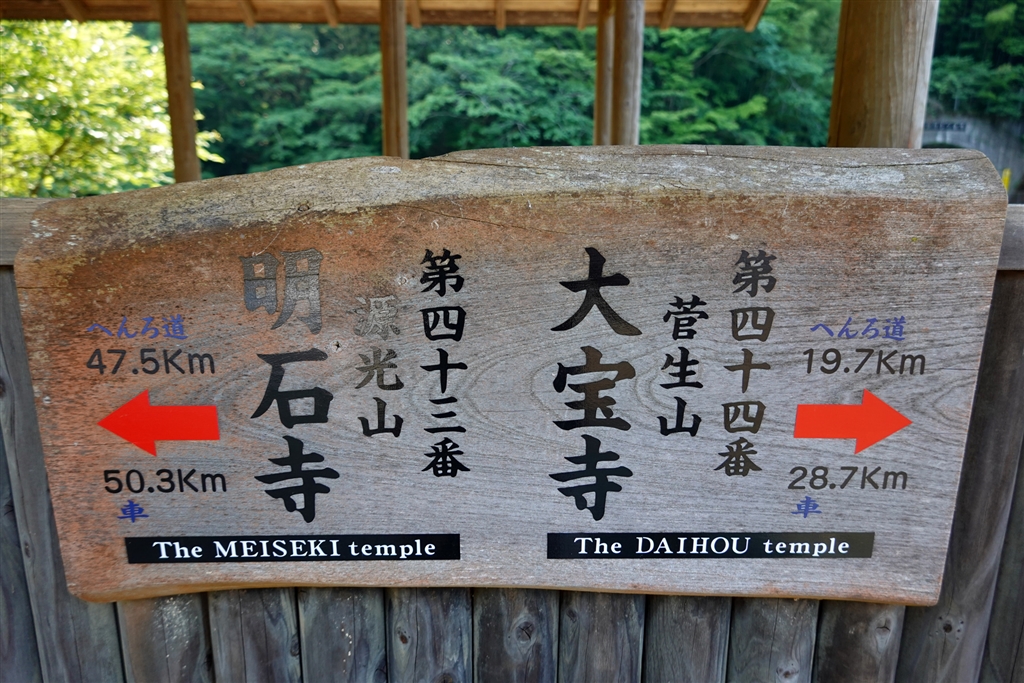 第四十四番
菅生山
大宝寺
へんろ道
19.7Km
28.7Km
車
The DAIHOU temple
第四十三番
源光山
明石寺
へんろ道
47.5Km
50.3Km
車
The MEISEKI temple